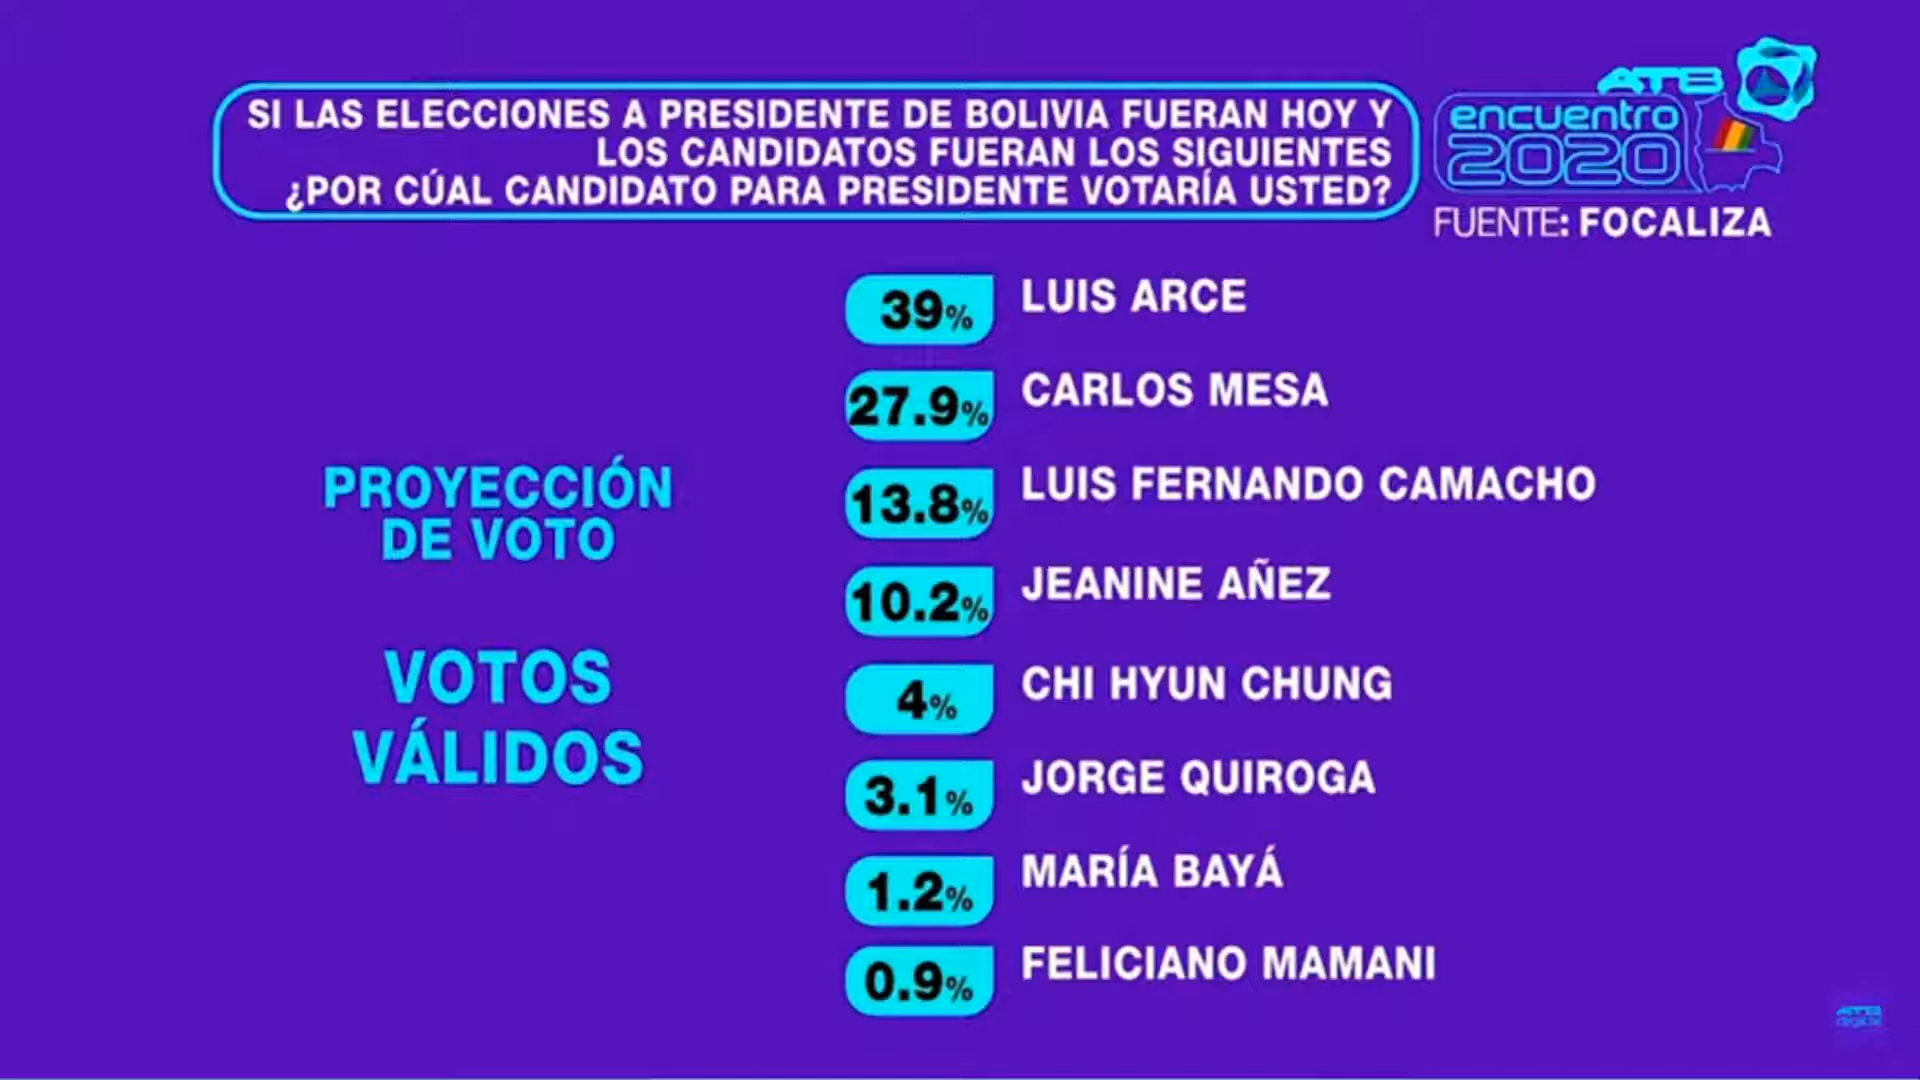 SI LAS ELECCIONES A PRESIDENTE DE BOLIVIA FUERAN HOY Y
LOS CANDIDATOS FUERAN LOS SIGUIENTES
¿POR CÚAL CANDIDATO PARA PRESIDENTE VOTARÍA USTED?
ATB
encuentro
2020
FUENTE: FOCALIZA
PROYECCIÓN
DE VOTO
VOTOS
VÁLIDOS
39% LUIS ARCE
27.9% CARLOS MESA
13.8% LUIS FERNANDO CAMACHO
10.2% JEANINE AÑEZ
4% CHI HYUN CHUNG
3.1% JORGE QUIROGA
1.2% MARÍA BAYÁ
0.9% FELICIANO MAMANI
ATB